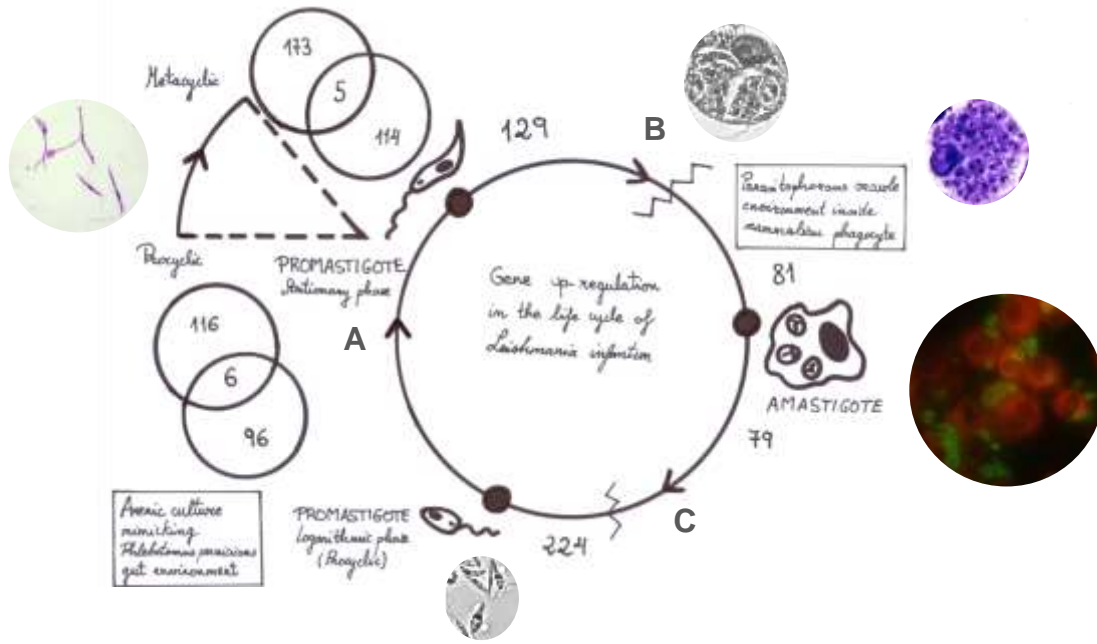 173
5
114
Metacyclic
129
B
Procyclic
PROMASTIGOTE
Stationary phase
Parasitophorous vacuole
environment inside
mammalian phagocyte
81
Gene up-regulation
in the life cycle of
Leishmania infantum
A
116
6
96
AMASTIGOTE
79
C
Axenic culture
mimicking
Phlebotomus perniciosus
gut environment
PROMASTIGOTE
Logarithmic phase
(Procyclic)
224